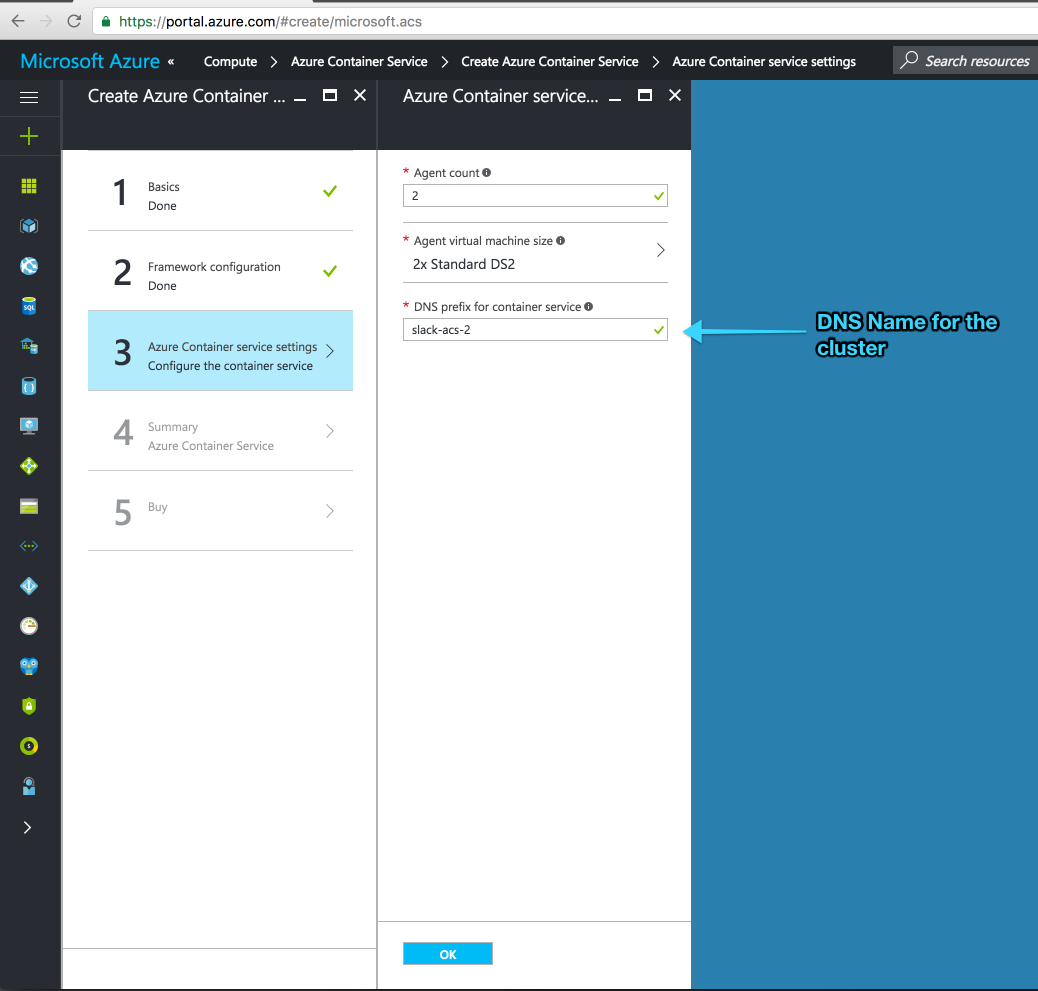 https://portal.azure.com/#create/microsoft.acs
Microsoft Azure «
Compute > Azure Container Service > Create Azure Container Service > Azure Container service settings
Search resources
Create Azure Container ...
Azure Container service...
1
Basics
Done
2
Framework configuration
Done
3
Azure Container service settings
Configure the container service
4
Summary
Azure Container Service
5
Buy
* Agent count
2
* Agent virtual machine size
2x Standard DS2
* DNS prefix for container service
slack-acs-2
OK
DNS Name for the
cluster
SQL